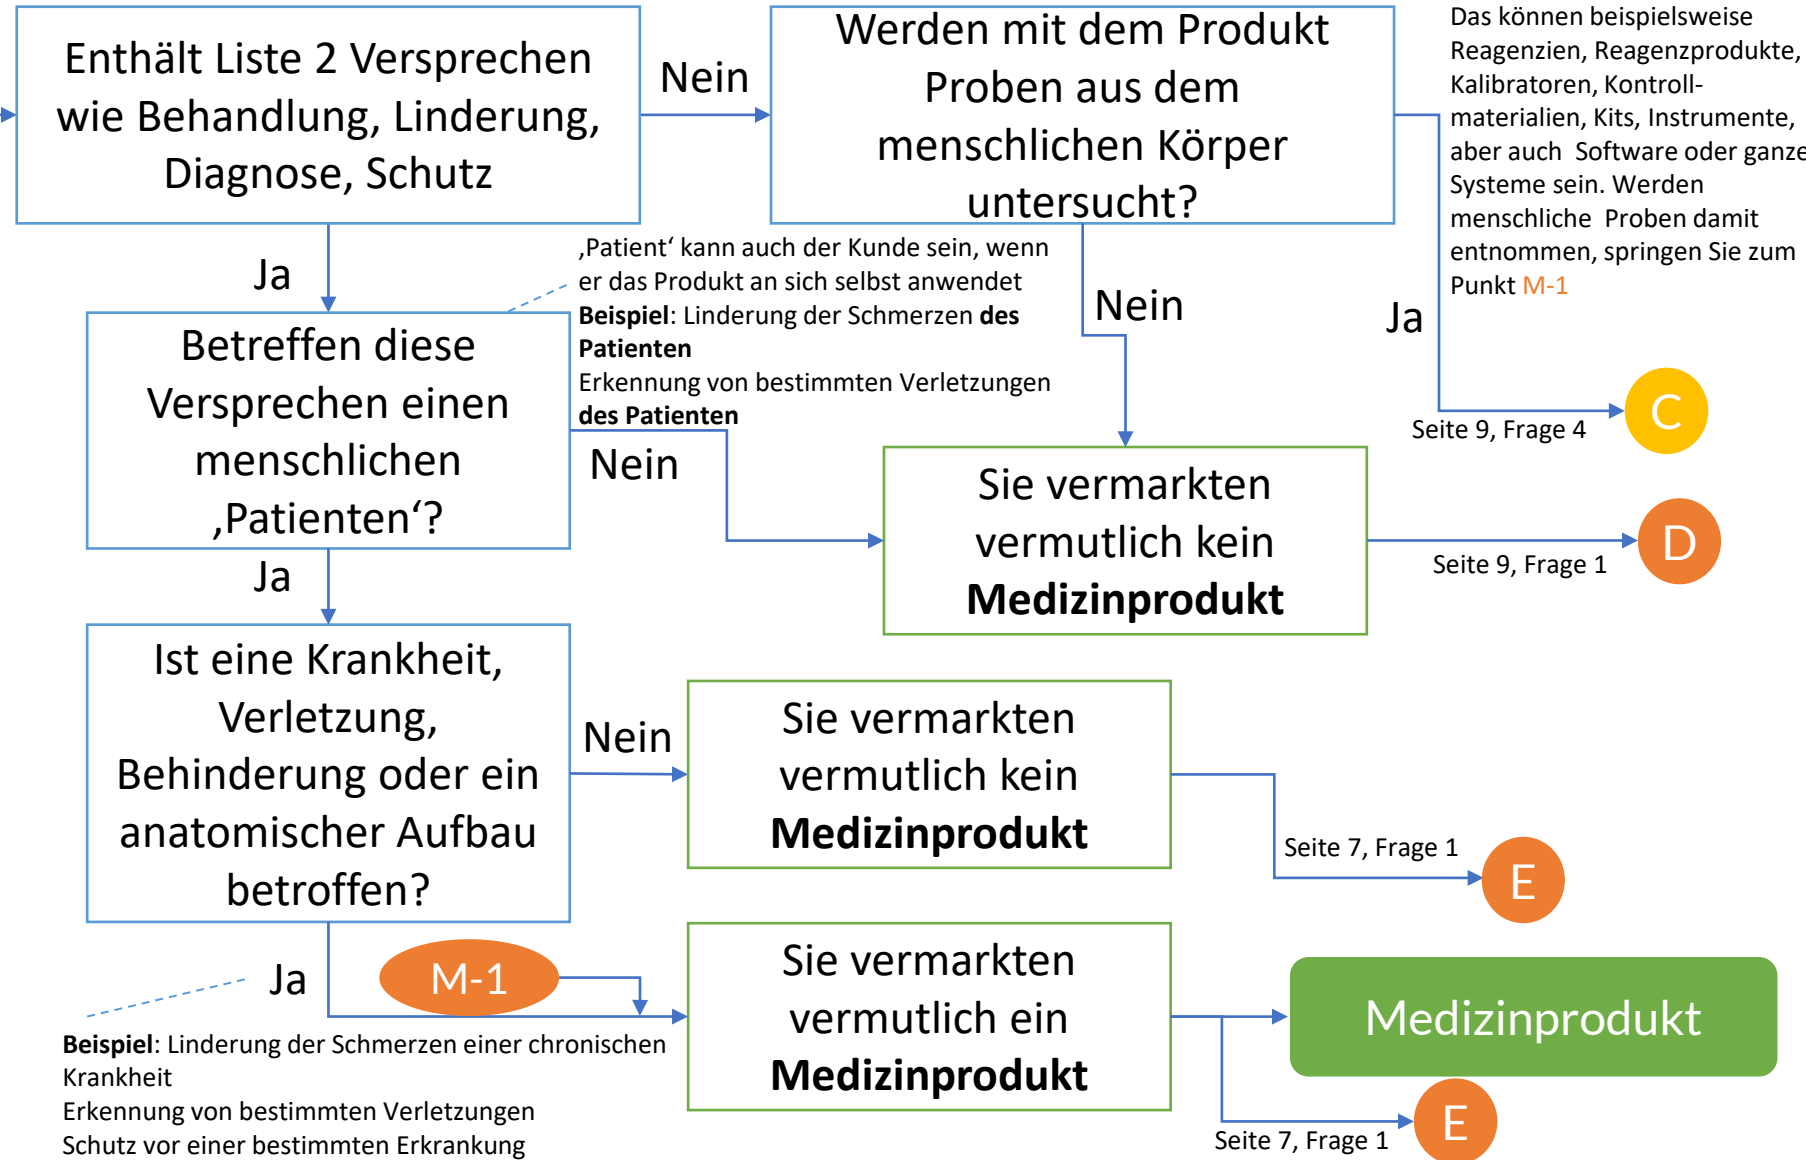 Enthält Liste 2 Versprechen
wie Behandlung, Linderung,
Diagnose, Schutz
Nein
Werden mit dem Produkt
Proben aus dem
menschlichen Körper
untersucht?
Das können beispielsweise
Reagenzien, Reagenzprodukte,
Kalibratoren, Kontroll-
materialien, Kits, Instrumente,
aber auch  Software oder ganze
Systeme sein. Werden
menschliche  Proben damit
entnommen, springen Sie zum
Punkt M-1
Ja
‚Patient‘ kann auch der Kunde sein, wenn
er das Produkt an sich selbst anwendet
Beispiel: Linderung der Schmerzen des
Patienten
Erkennung von bestimmten Verletzungen
des Patienten
Nein
Ja
Betreffen diese
Versprechen einen
menschlichen
‚Patienten‘?
Nein
Seite 9, Frage 4
C
Sie vermarkten
vermutlich kein
Medizinprodukt
Seite 9, Frage 1
D
Ja
Ist eine Krankheit,
Verletzung,
Behinderung oder ein
anatomischer Aufbau
betroffen?
Nein
Sie vermarkten
vermutlich kein
Medizinprodukt
Seite 7, Frage 1
E
Ja
M-1
Sie vermarkten
vermutlich ein
Medizinprodukt
Medizinprodukt
Seite 7, Frage 1
E
Beispiel: Linderung der Schmerzen einer chronischen
Krankheit
Erkennung von bestimmten Verletzungen
Schutz vor einer bestimmten Erkrankung